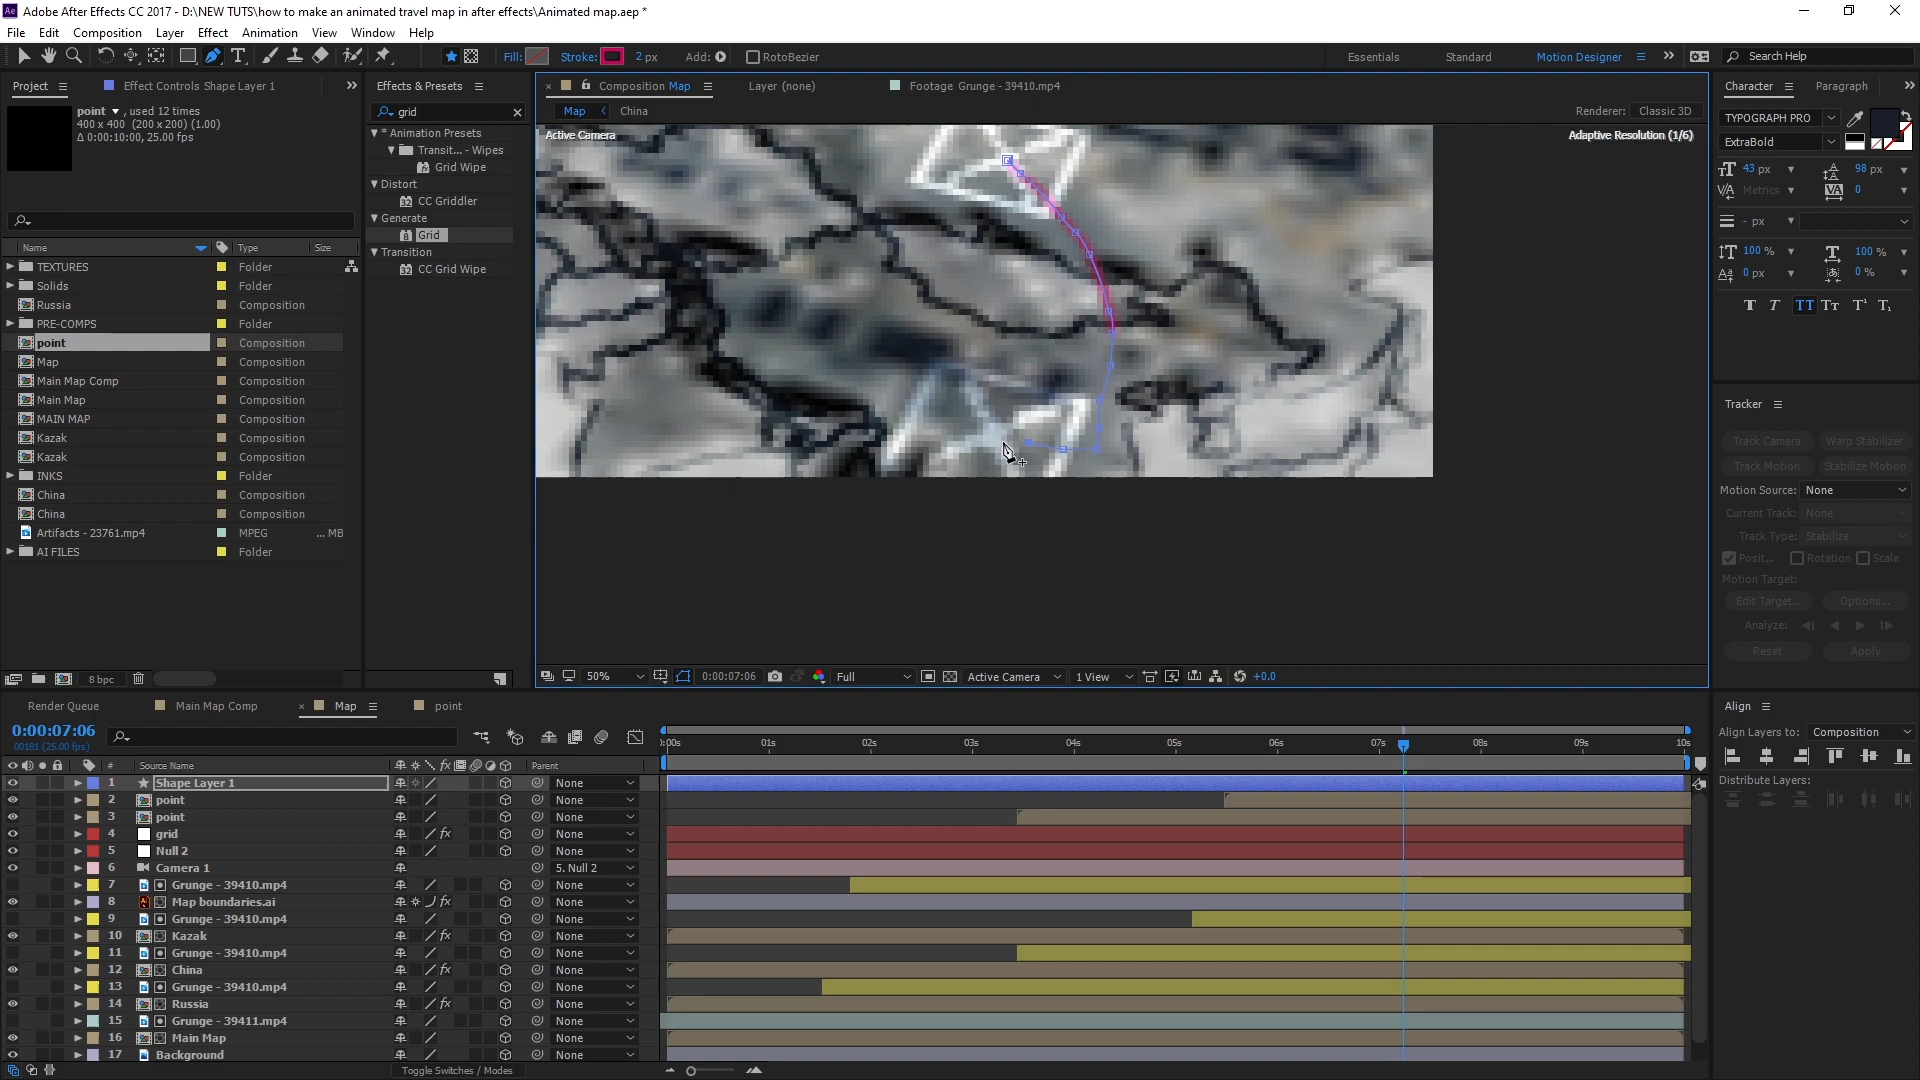 Adobe After Effects CC 2017 - D:\NEW TUTS\how to make an animated travel map in after effects\Animated map.aep *
File Edit Composition Layer Effect Animation View Window Help
Fill: Stroke: 2 px Add: RotoBezier Essentials Standard Motion Designer Search Help
Project Effect Controls Shape Layer 1
point , used 12 times
400 x 400 (200 x 200) (1.00)
Δ 0:00:10:00, 25.00 fps
Name Type Size
TEXTURES Folder
Solids Folder
Russia Composition
PRE-COMPS Folder
point Composition
Map Composition
Main Map Comp Composition
Main Map Composition
MAIN MAP Composition
Kazak Composition
Kazak Composition
INKS Folder
China Composition
China Composition
Artifacts - 23761.mp4 MPEG ... MB
AI FILES Folder
8 bpc
Effects & Presets
grid
* Animation Presets
Transit... - Wipes
Grid Wipe
Distort
CC Griddler
Generate
Grid
Transition
CC Grid Wipe
Composition Map Layer (none) Footage Grunge - 39410.mp4
Map China Renderer: Classic 3D
Active Camera Adaptive Resolution (1/6)
50% 0:00:07:06 Full Active Camera 1 View +0.0
Character Paragraph
TYPOGRAPH PRO
ExtraBold
43 px 98 px
Metrics 0
- px
100 % 100 %
0 px 0 %
Tracker
Track Camera Warp Stabilizer
Track Motion Stabilize Motion
Motion Source: None
Current Track: None
Track Type: Stabilize
Posit... Rotation Scale
Motion Target:
Edit Target... Options...
Analyze:
Reset Apply
Align
Align Layers to: Composition
Distribute Layers:
Render Queue Main Map Comp Map point
0:00:07:06
00181 (25.00 fps)
:00s 01s 02s 03s 04s 05s 06s 07s 08s 09s 10s
# Source Name Parent
1 Shape Layer 1 None
2 point None
3 point None
4 grid None
5 Null 2 None
6 Camera 1 5. Null 2
7 Grunge - 39410.mp4 None
8 Map boundaries.ai None
9 Grunge - 39410.mp4 None
10 Kazak None
11 Grunge - 39410.mp4 None
12 China None
13 Grunge - 39410.mp4 None
14 Russia None
15 Grunge - 39411.mp4 None
16 Main Map None
17 Background None
Toggle Switches / Modes